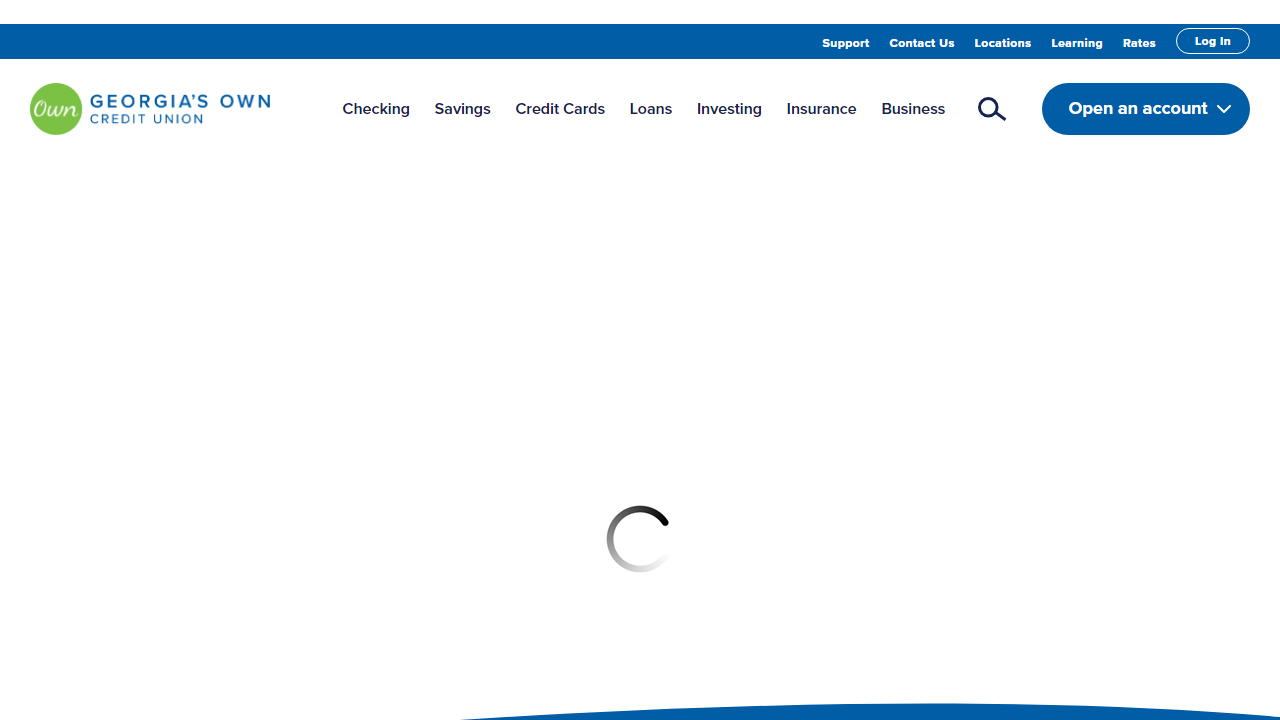 Support Contact Us Locations Learning Rates Log In
Own GEORGIA'S OWN
CREDIT UNION
Checking Savings Credit Cards Loans Investing Insurance Business Open an account